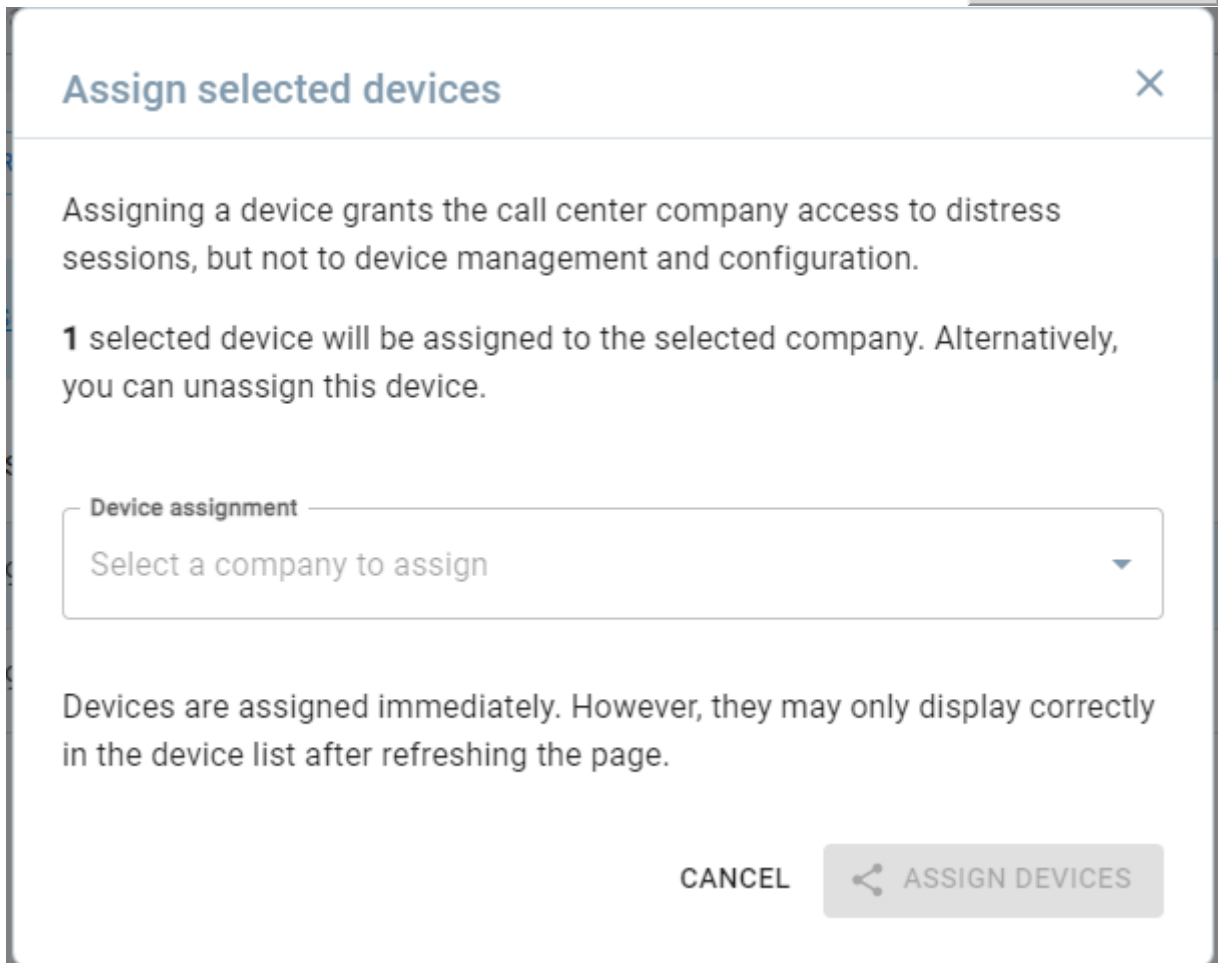 Assign selected devices
Assigning a device grants the call center company access to distress
sessions, but not to device management and configuration.
1 selected device will be assigned to the selected company. Alternatively,
you can unassign this device.
Device assignment
Select a company to assign
Devices are assigned immediately. However, they may only display correctly
in the device list after refreshing the page.
CANCEL
ASSIGN DEVICES